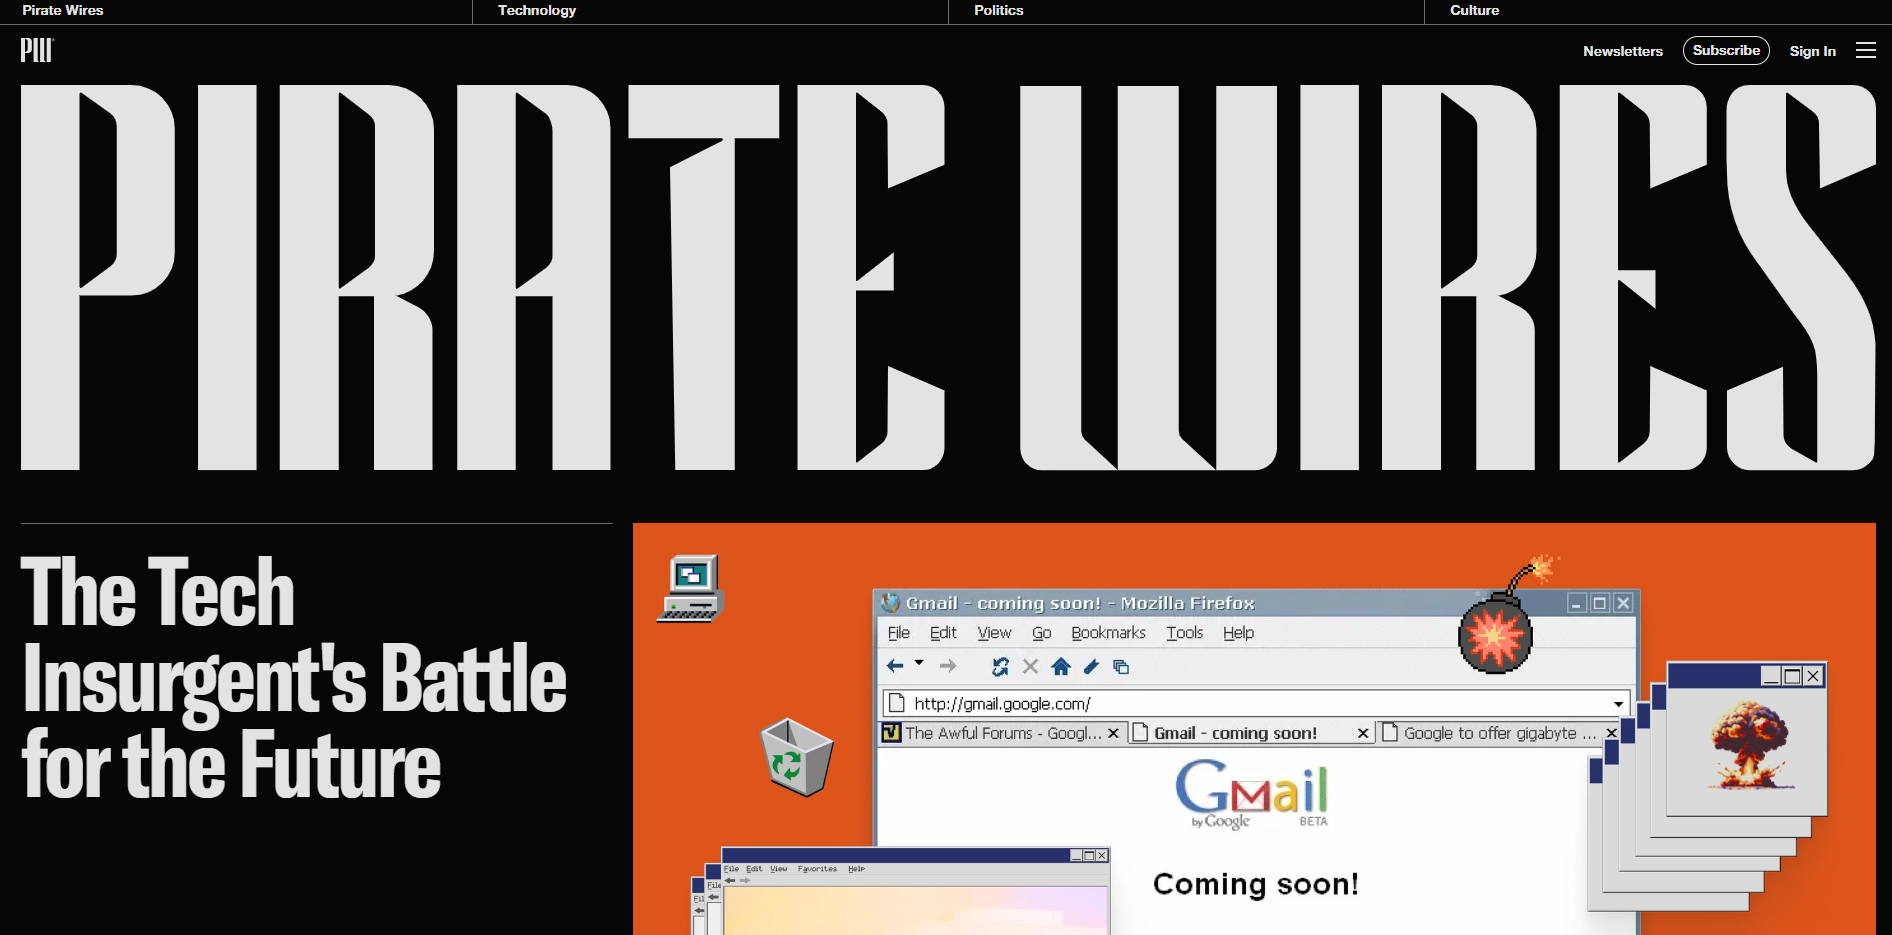 Pirate Wires
Technology
Politics
Culture
PW
Newsletters
Subscribe
Sign In
PIRATE WIRES
The Tech
Insurgent's Battle
for the Future
Gmail - coming soon! - Mozilla Firefox
File Edit View Go Bookmarks Tools Help
http://gmail.google.com/
The Awful Forums - Googl...
Gmail - coming soon!
Google to offer gigabyte ...
Gmail
by Google BETA
Coming soon!
File Edit View Favorites Help
File
Fil